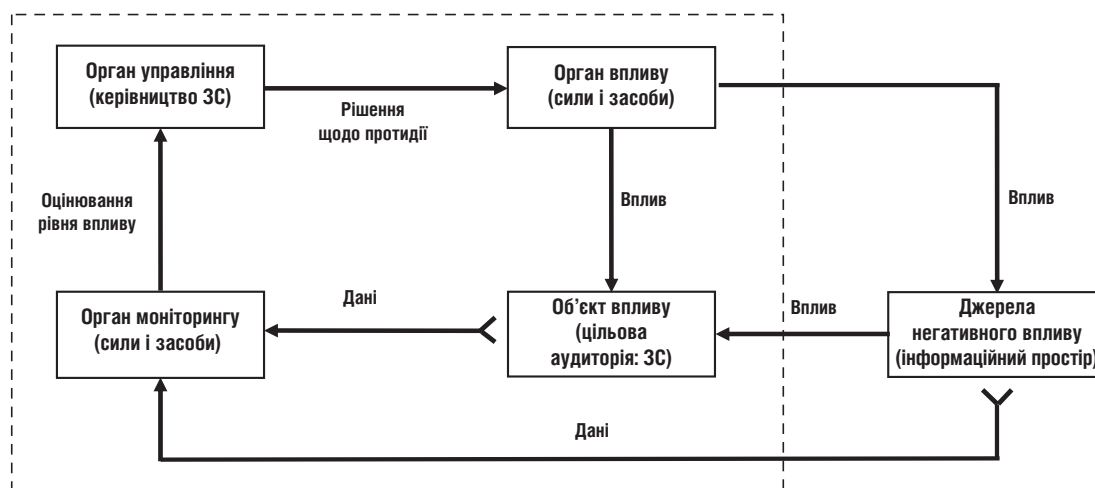 Орган управління
(керівництво ЗС)
Орган впливу
(сили і засоби)
Рішення
щодо протидії
Оцінювання
рівня впливу
Вплив
Вплив
Орган моніторингу
(сили і засоби)
Дані
Об’єкт впливу
(цільова
аудиторія: ЗС)
Вплив
Джерела
негативного впливу
(інформаційний простір)
Дані